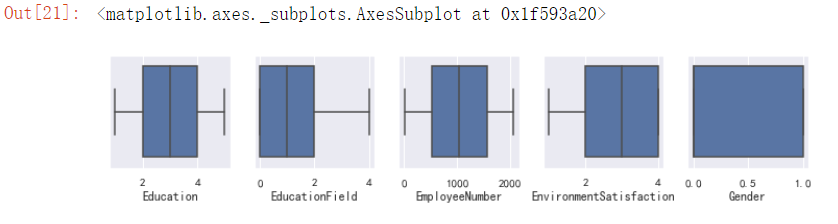 Out[21]: <matplotlib.axes._subplots.AxesSubplot at 0x1f593a20>
2 4 0 2 4 0 1000 2000 2 4 0.0 0.5 1.0
Education EducationField EmployeeNumber EnvironmentSatisfaction Gender